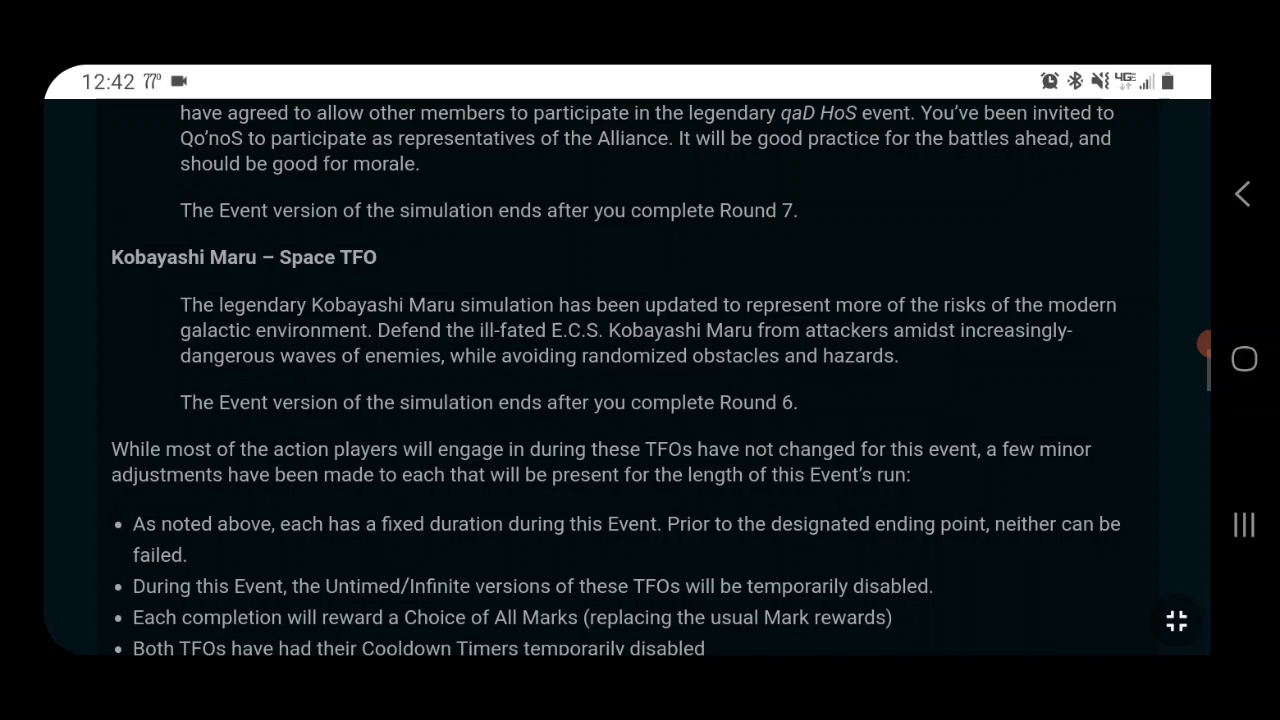 12:42 77°
4GE
have agreed to allow other members to participate in the legendary qaD HoS event. You’ve been invited to
Qo’noS to participate as representatives of the Alliance. It will be good practice for the battles ahead, and
should be good for morale.
The Event version of the simulation ends after you complete Round 7.
Kobayashi Maru – Space TFO
The legendary Kobayashi Maru simulation has been updated to represent more of the risks of the modern
galactic environment. Defend the ill-fated E.C.S. Kobayashi Maru from attackers amidst increasingly-
dangerous waves of enemies, while avoiding randomized obstacles and hazards.
The Event version of the simulation ends after you complete Round 6.
While most of the action players will engage in during these TFOs have not changed for this event, a few minor
adjustments have been made to each that will be present for the length of this Event’s run:
• As noted above, each has a fixed duration during this Event. Prior to the designated ending point, neither can be
failed.
• During this Event, the Untimed/Infinite versions of these TFOs will be temporarily disabled.
• Each completion will reward a Choice of All Marks (replacing the usual Mark rewards)
• Both TFOs have had their Cooldown Timers temporarily disabled